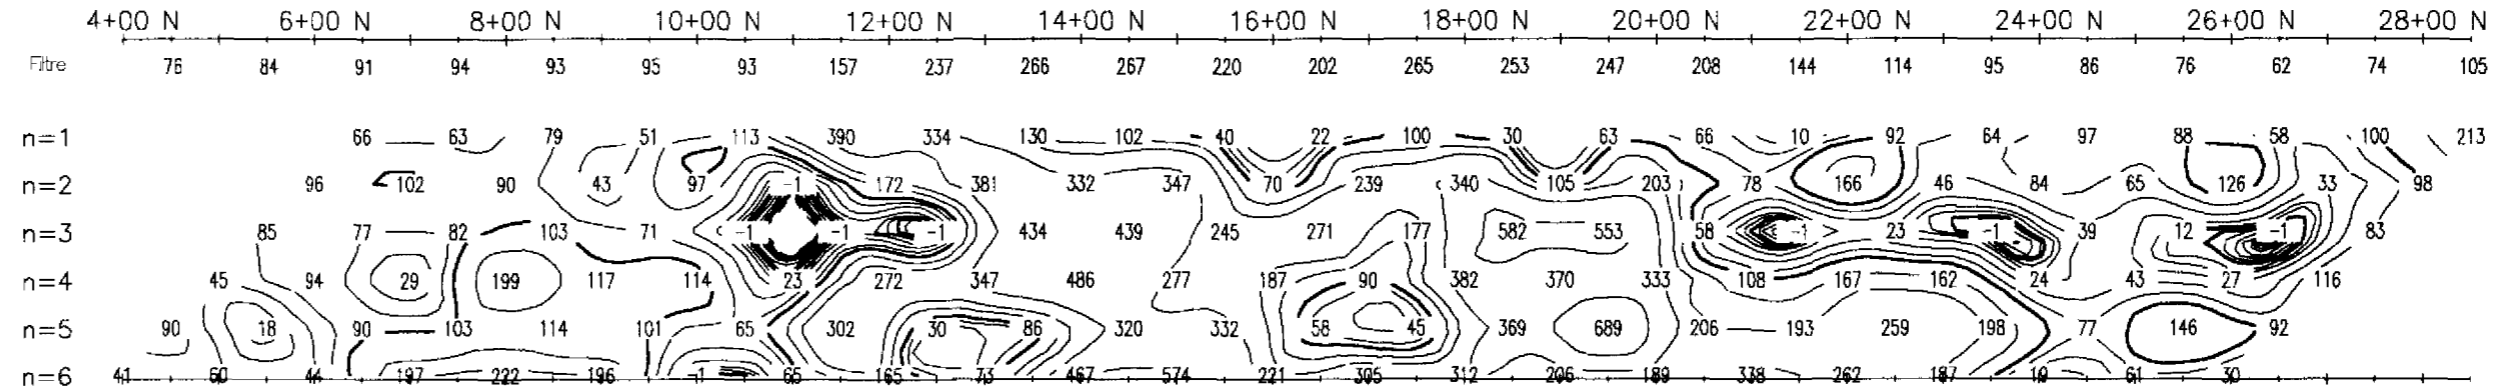 4+00 N 6+00 N 8+00 N 10+00 N 12+00 N 14+00 N 16+00 N 18+00 N 20+00 N 22+00 N 24+00 N 26+00 N 28+00 N
Filtre 76 84 91 94 93 95 93 157 237 266 267 220 202 265 253 247 208 144 114 95 86 76 62 74 105
n=1 66 63 79 51 113 390 334 130 102 40 22 100 30 63 66 10 92 64 97 88 58 100 213
n=2 96 102 90 43 97 -1 172 381 332 347 70 239 340 105 203 78 166 46 84 65 126 33 98
n=3 85 77 82 103 71 -1 -1 -1 434 439 245 271 177 582 553 58 -1 23 -1 39 12 -1 83
n=4 45 94 29 199 117 114 23 272 347 486 277 187 90 382 370 333 108 167 162 24 43 27 116
n=5 90 18 90 103 114 101 65 302 30 86 320 332 58 45 369 689 206 193 259 198 77 146 92
n=6 41 60 44 197 222 196 -1 65 165 73 467 574 221 305 312 206 189 338 262 187 19 61 30